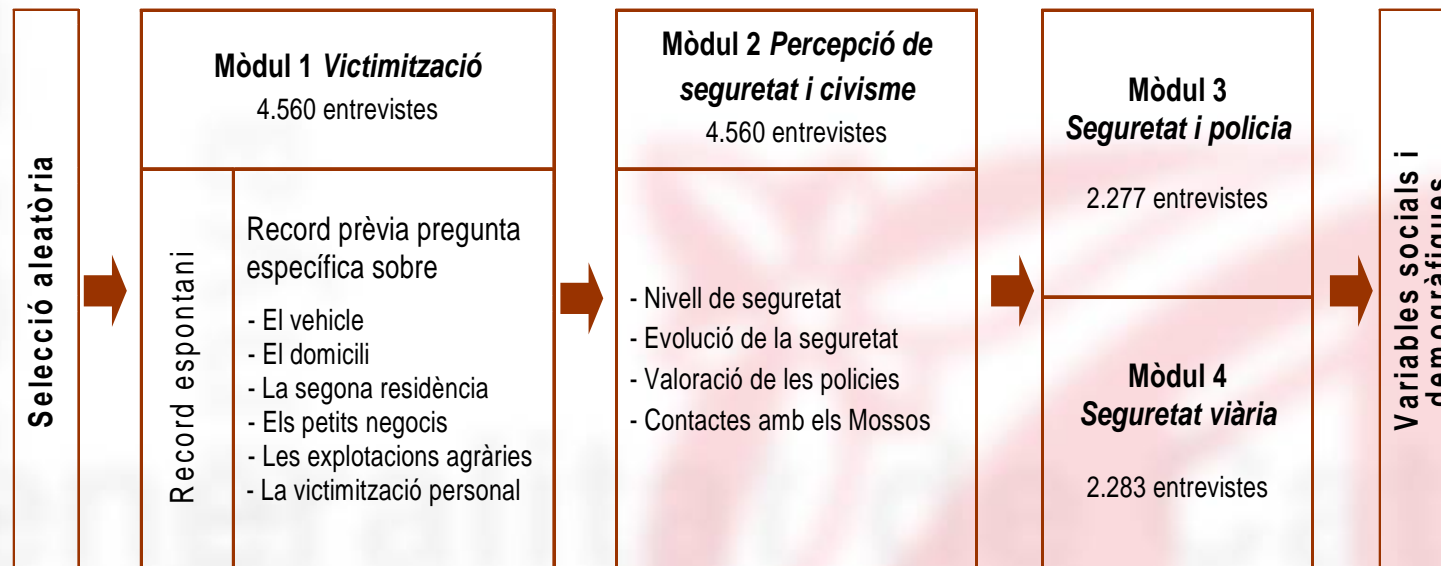 Selecció aleatòria
Mòdul 1 Victimització
4.560 entrevistes
Record espontani
Record prèvia pregunta
específica sobre
- El vehicle
- El domicili
- La segona residència
- Els petits negocis
- Les explotacions agràries
- La victimització personal
Mòdul 2 Percepció de
seguretat i civisme
4.560 entrevistes
- Nivell de seguretat
- Evolució de la seguretat
- Valoració de les policies
- Contactes amb els Mossos
Mòdul 3
Seguretat i policia
2.277 entrevistes
Mòdul 4
Seguretat viària
2.283 entrevistes
Variables socials i
demogràfiques